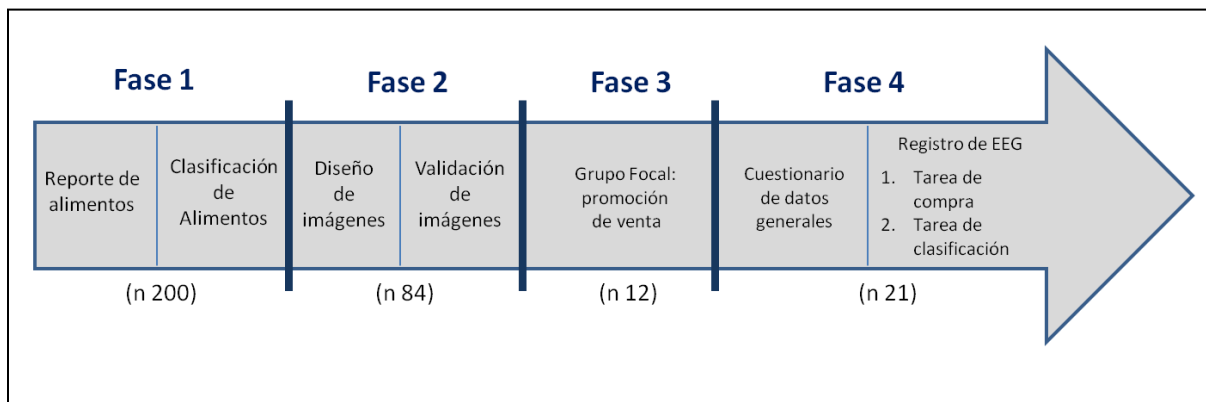 Fase 1
Fase 2
Fase 3
Fase 4
Reporte de
alimentos
Clasificación
de
Alimentos
Diseño
de
imágenes
Validación
de
imágenes
Grupo Focal:
promoción
de venta
Cuestionario
de datos
generales
Registro de EEG
1. Tarea de
compra
2. Tarea de
clasificación
(n 200)
(n 84)
(n 12)
(n 21)